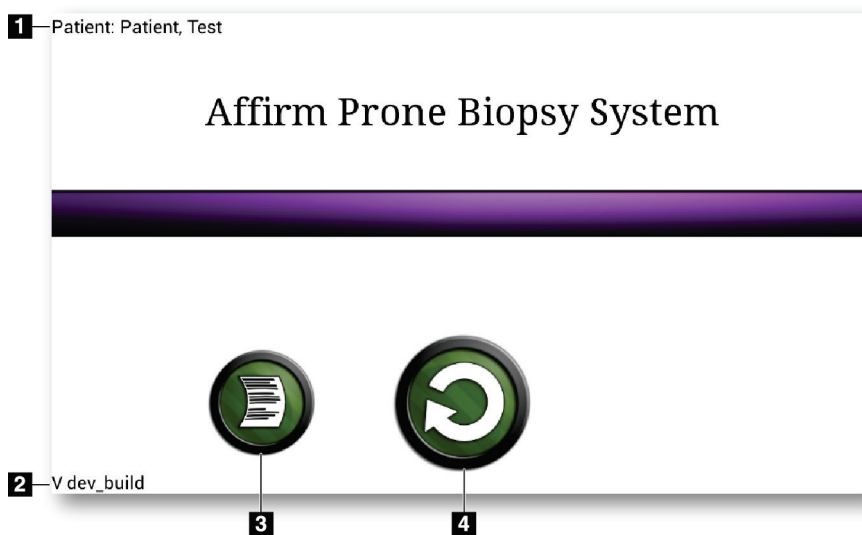 1 Patient: Patient, Test
Affirm Prone Biopsy System
2 V dev_build
3 4